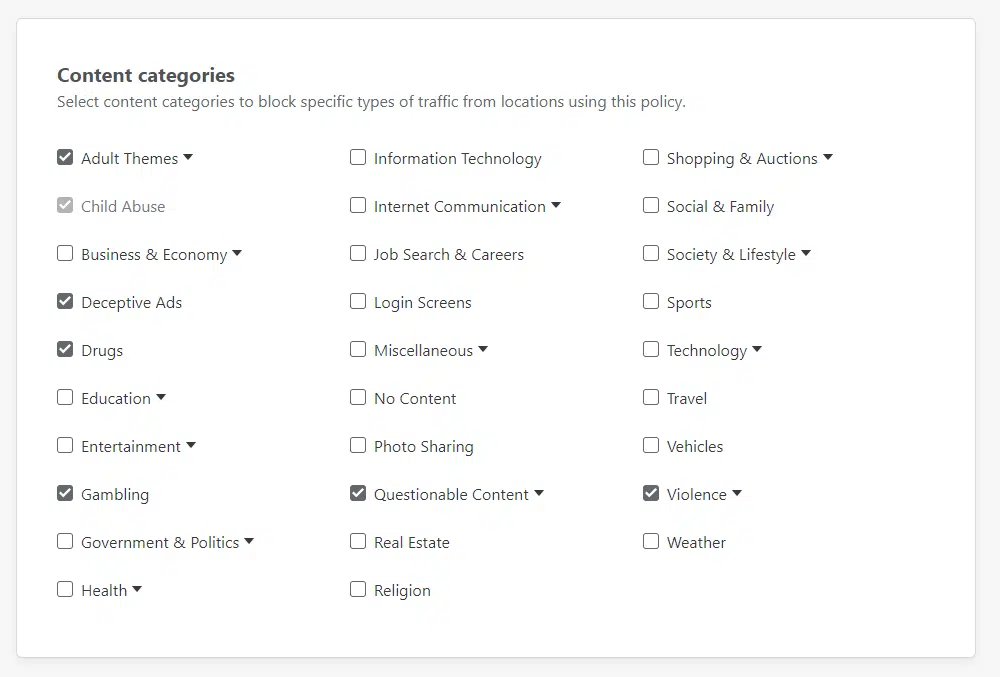 Content categories
Select content categories to block specific types of traffic from locations using this policy.
Adult Themes
Child Abuse
Business & Economy
Deceptive Ads
Drugs
Education
Entertainment
Gambling
Government & Politics
Health
Information Technology
Internet Communication
Job Search & Careers
Login Screens
Miscellaneous
No Content
Photo Sharing
Questionable Content
Real Estate
Religion
Shopping & Auctions
Social & Family
Society & Lifestyle
Sports
Technology
Travel
Vehicles
Violence
Weather